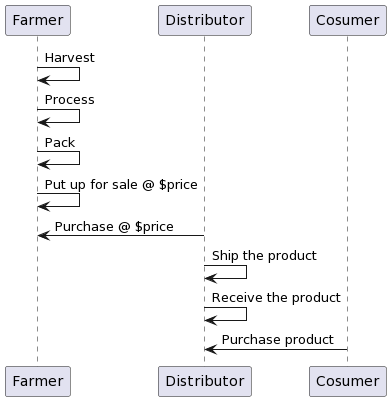 Farmer Distributor Cosumer
Harvest
Process
Pack
Put up for sale @ $price
Purchase @ $price
Ship the product
Receive the product
Purchase product
Farmer Distributor Cosumer